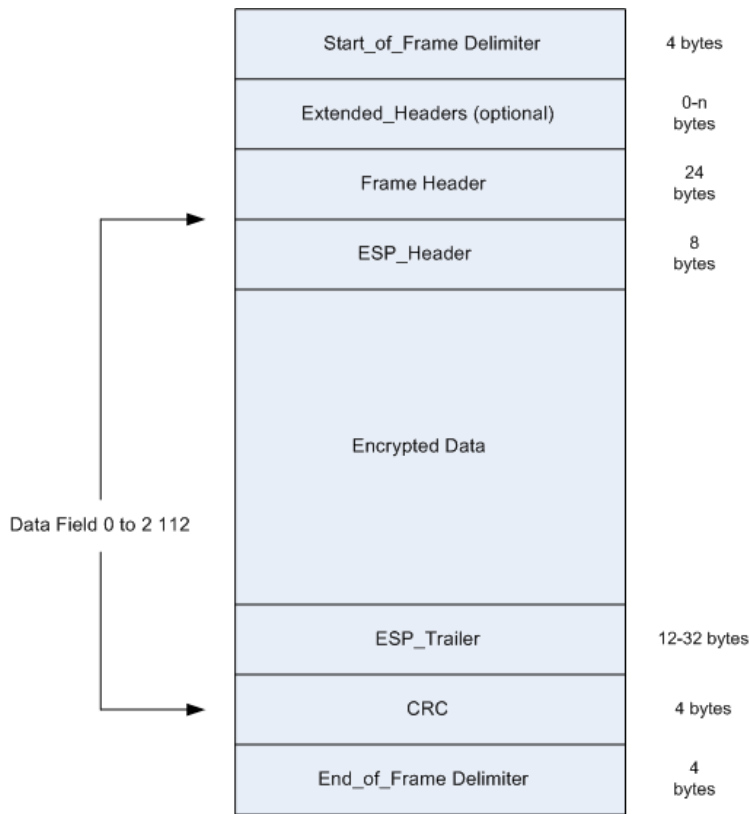 Start_of_Frame Delimiter
4 bytes
Extended_Headers (optional)
0-n
bytes
Frame Header
24
bytes
ESP_Header
8
bytes
Encrypted Data
Data Field 0 to 2 112
ESP_Trailer
12-32 bytes
CRC
4 bytes
End_of_Frame Delimiter
4
bytes